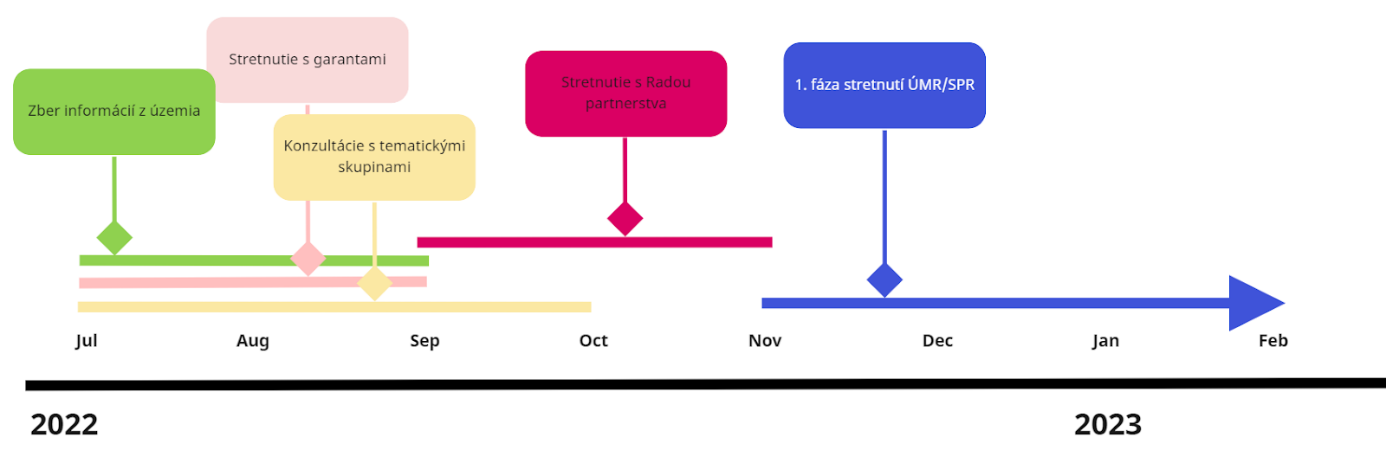 Stretnutie s garantami
Zber informácií z územia
Konzultácie s tematickými
skupinami
Stretnutie s Radou
partnerstva
1. fáza stretnutí ÚMR/SPR
Jul Aug Sep Oct Nov Dec Jan Feb
2022 2023